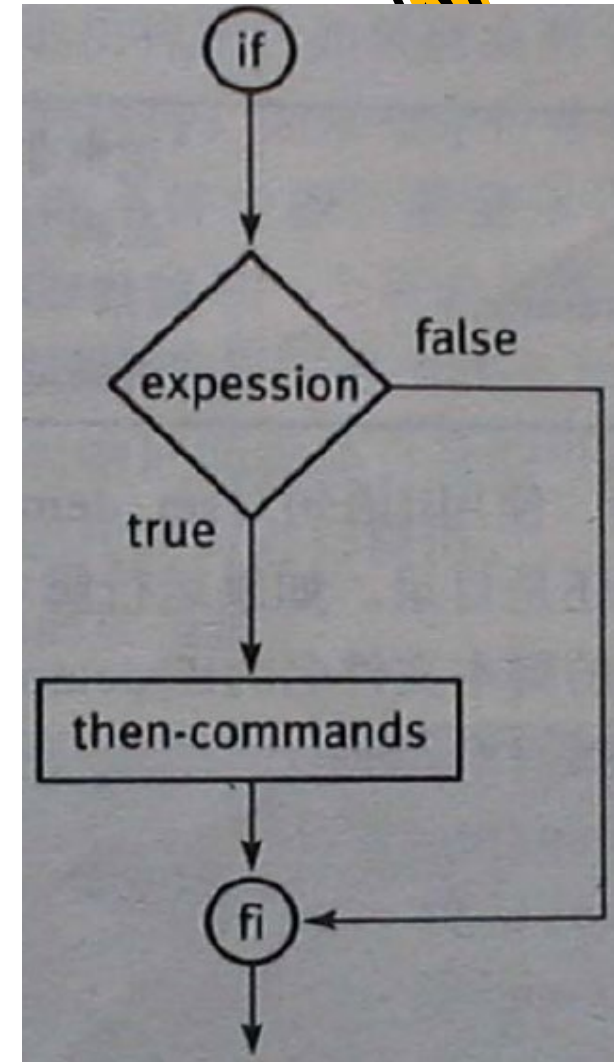 if
false
expession
true
then-commands
fi